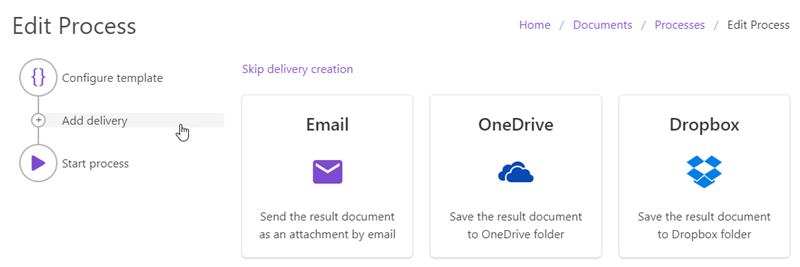 Edit Process
Home / Documents / Processes / Edit Process
{} Configure template
+ Add delivery
Start process
Skip delivery creation
Email
Send the result document
as an attachment by email
OneDrive
Save the result document
to OneDrive folder
Dropbox
Save the result document
to Dropbox folder